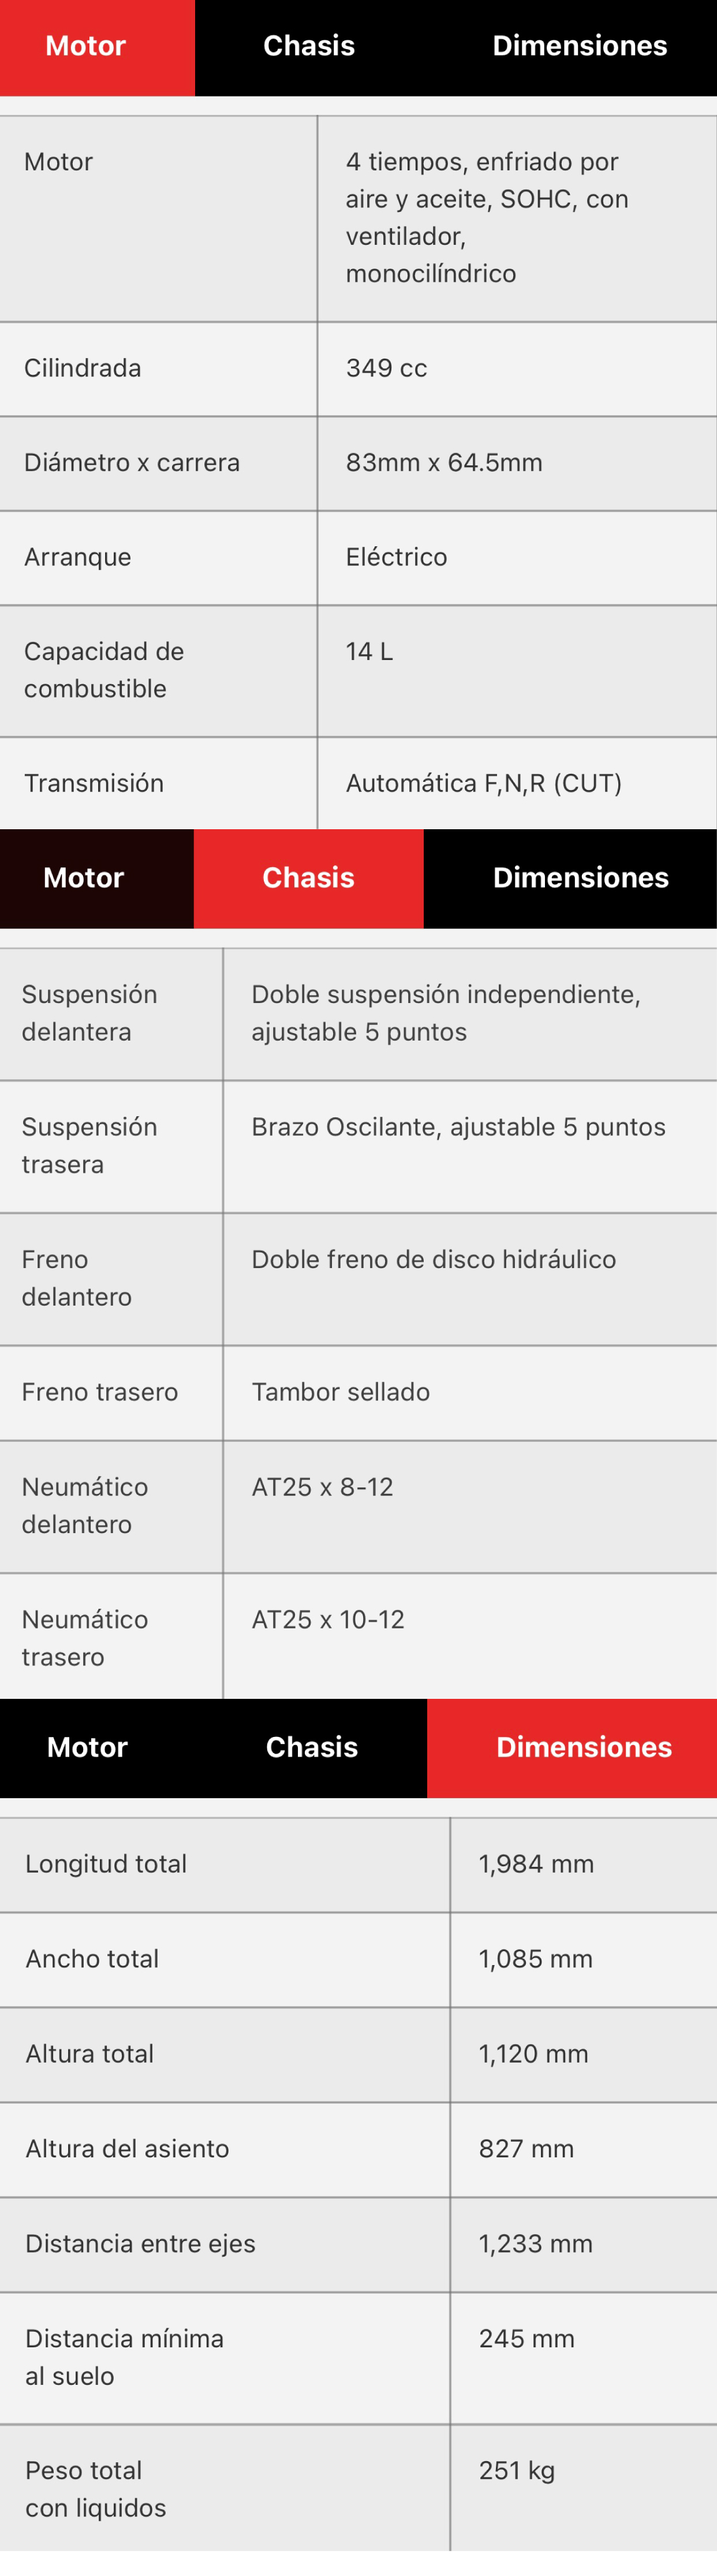 Motor Chasis Dimensiones
Motor 4 tiempos, enfriado por
aire y aceite, SOHC, con
ventilador,
monocilíndrico
Cilindrada 349 cc
Diámetro x carrera 83mm x 64.5mm
Arranque Eléctrico
Capacidad de 14 L
combustible
Transmisión Automática F,N,R (CUT)
Motor Chasis Dimensiones
Suspensión Doble suspensión independiente,
delantera ajustable 5 puntos
Suspensión Brazo Oscilante, ajustable 5 puntos
trasera
Freno Doble freno de disco hidráulico
delantero
Freno trasero Tambor sellado
Neumático AT25 x 8-12
delantero
Neumático AT25 x 10-12
trasero
Motor Chasis Dimensiones
Longitud total 1,984 mm
Ancho total 1,085 mm
Altura total 1,120 mm
Altura del asiento 827 mm
Distancia entre ejes 1,233 mm
Distancia mínima 245 mm
al suelo
Peso total 251 kg
con liquidos